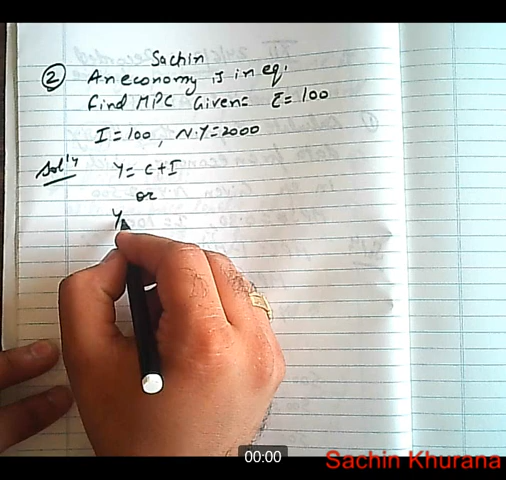 Sachin
② An economy is in eq.
find MPC Given= c̄= 100
I = 100, N.Y = 2000
Sol'n Y = C+I
or
Y
00:00
Sachin Khurana